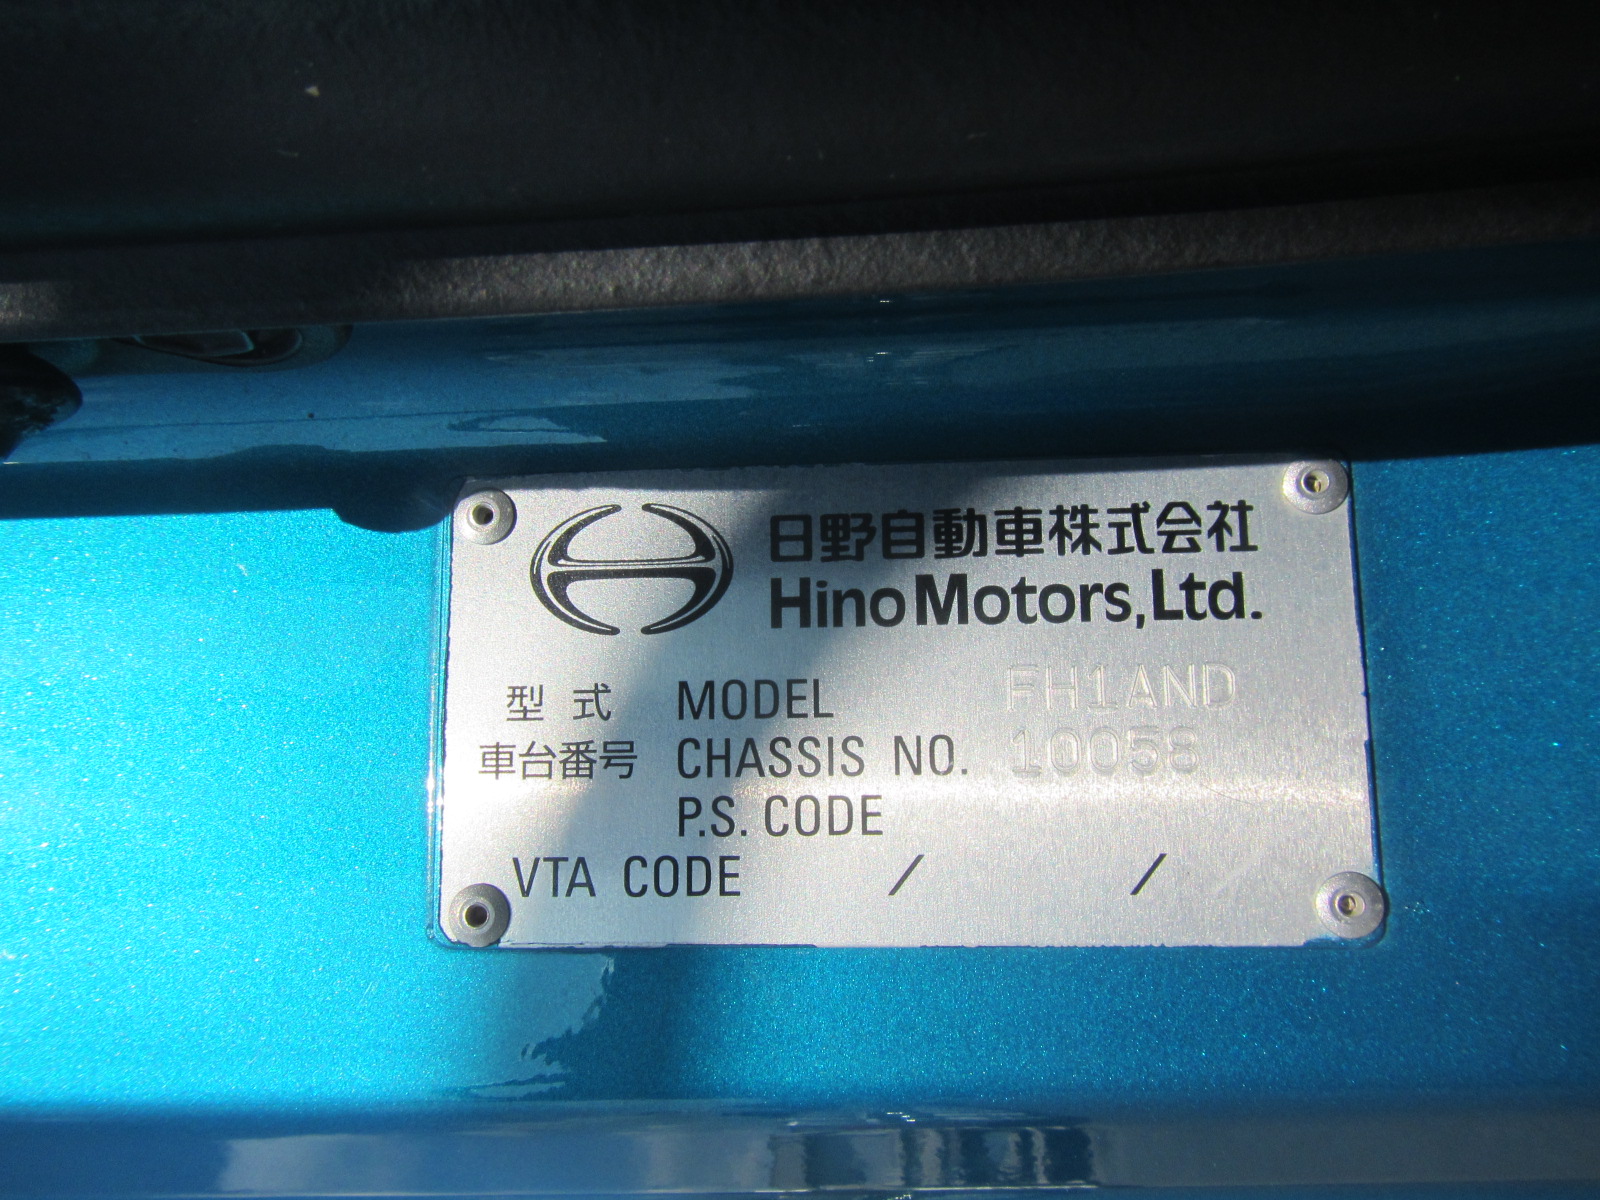 日野自動車株式会社
Hino Motors, Ltd.
型式 MODEL FH1AND
車台番号 CHASSIS NO. 10058
P.S. CODE
VTA CODE / /